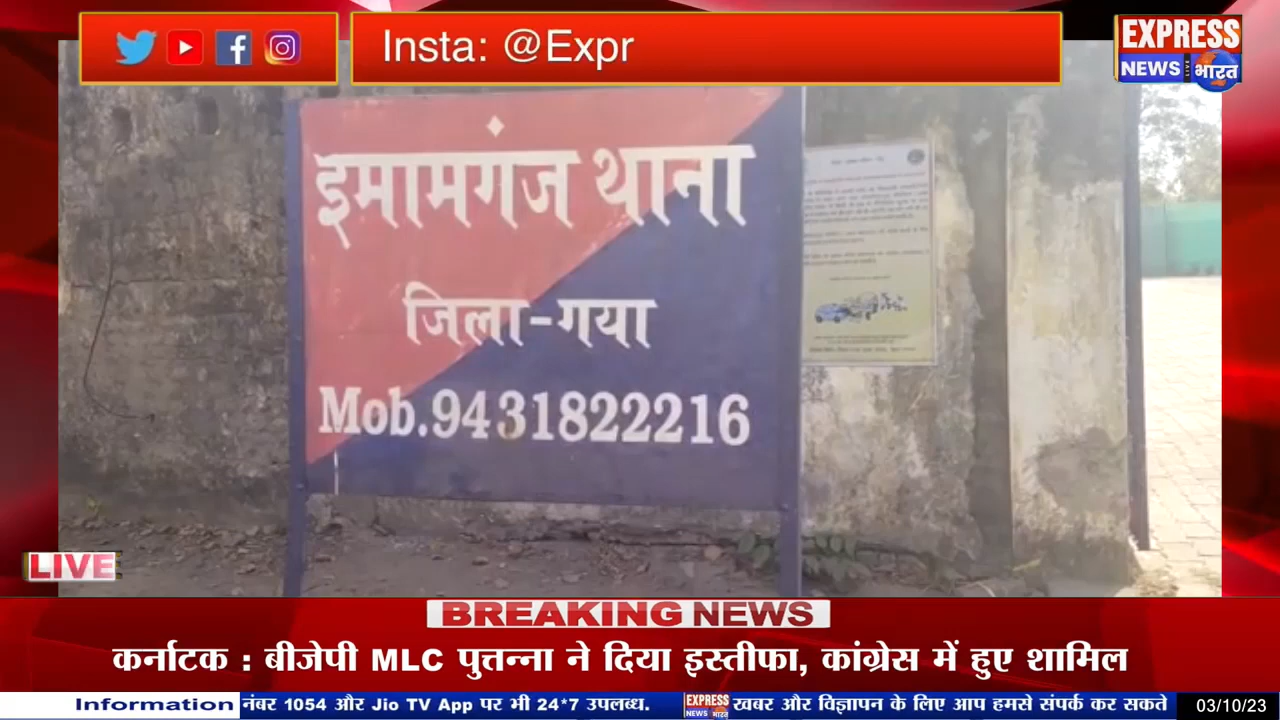 Insta: @Expr
EXPRESS
NEWS LIVE भारत
इमामगंज थाना
जिला-गया
Mob.9431822216
LIVE
BREAKING NEWS
कर्नाटक : बीजेपी MLC पुत्तन्ना ने दिया इस्तीफा, कांग्रेस में हुए शामिल
Information नंबर 1054 और Jio TV App पर भी 24*7 उपलब्ध. EXPRESS NEWS भारत खबर और विज्ञापन के लिए आप हमसे संपर्क कर सकते 03/10/23